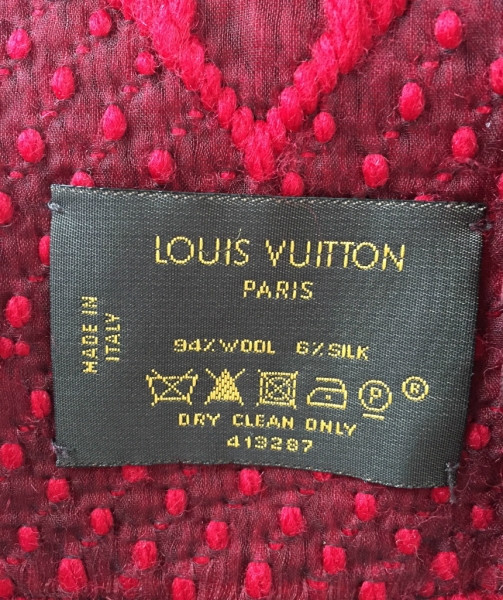 LOUIS VUITTON
PARIS
MADE IN
ITALY
94% WOOL 6% SILK
P ®
DRY CLEAN ONLY
413287